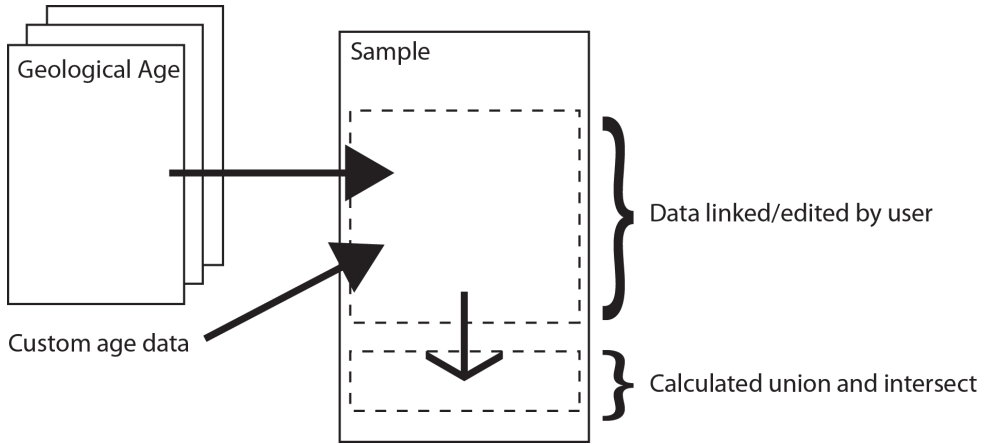 Geological Age
Sample
Data linked/edited by user
Custom age data
Calculated union and intersect